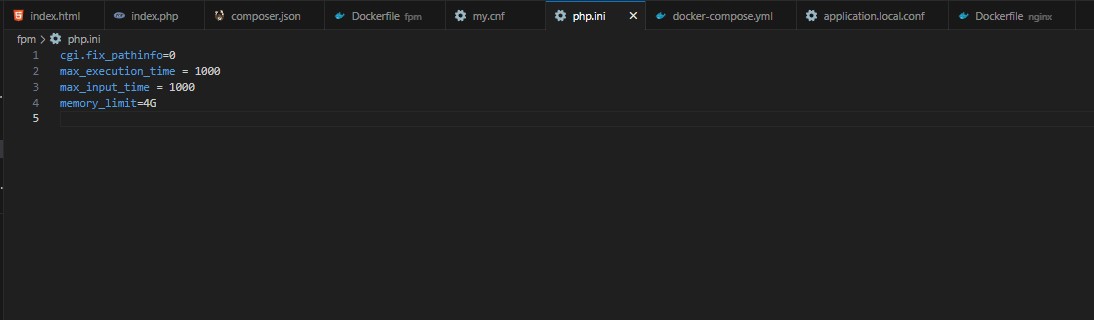 index.html index.php composer.json Dockerfile fpm my.cnf php.ini docker-compose.yml application.local.conf Dockerfile nginx
fpm > php.ini
1 cgi.fix_pathinfo=0
2 max_execution_time = 1000
3 max_input_time = 1000
4 memory_limit=4G
5